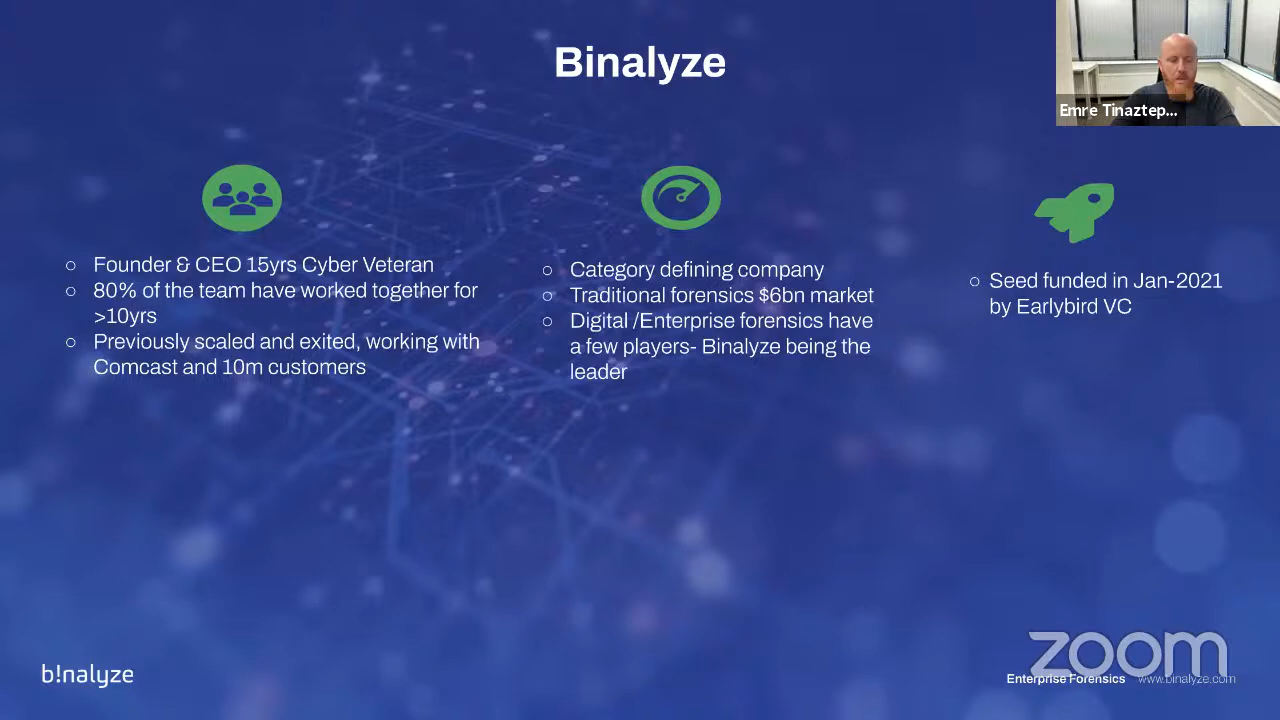 Binalyze
Emre Tinaztep...
Founder & CEO 15yrs Cyber Veteran
80% of the team have worked together for
>10yrs
Previously scaled and exited, working with
Comcast and 10m customers
Category defining company
Traditional forensics $6bn market
Digital /Enterprise forensics have
a few players- Binalyze being the
leader
Seed funded in Jan-2021
by Earlybird VC
b!nalyze
zoom
Enterprise Forensics www.binalyze.com